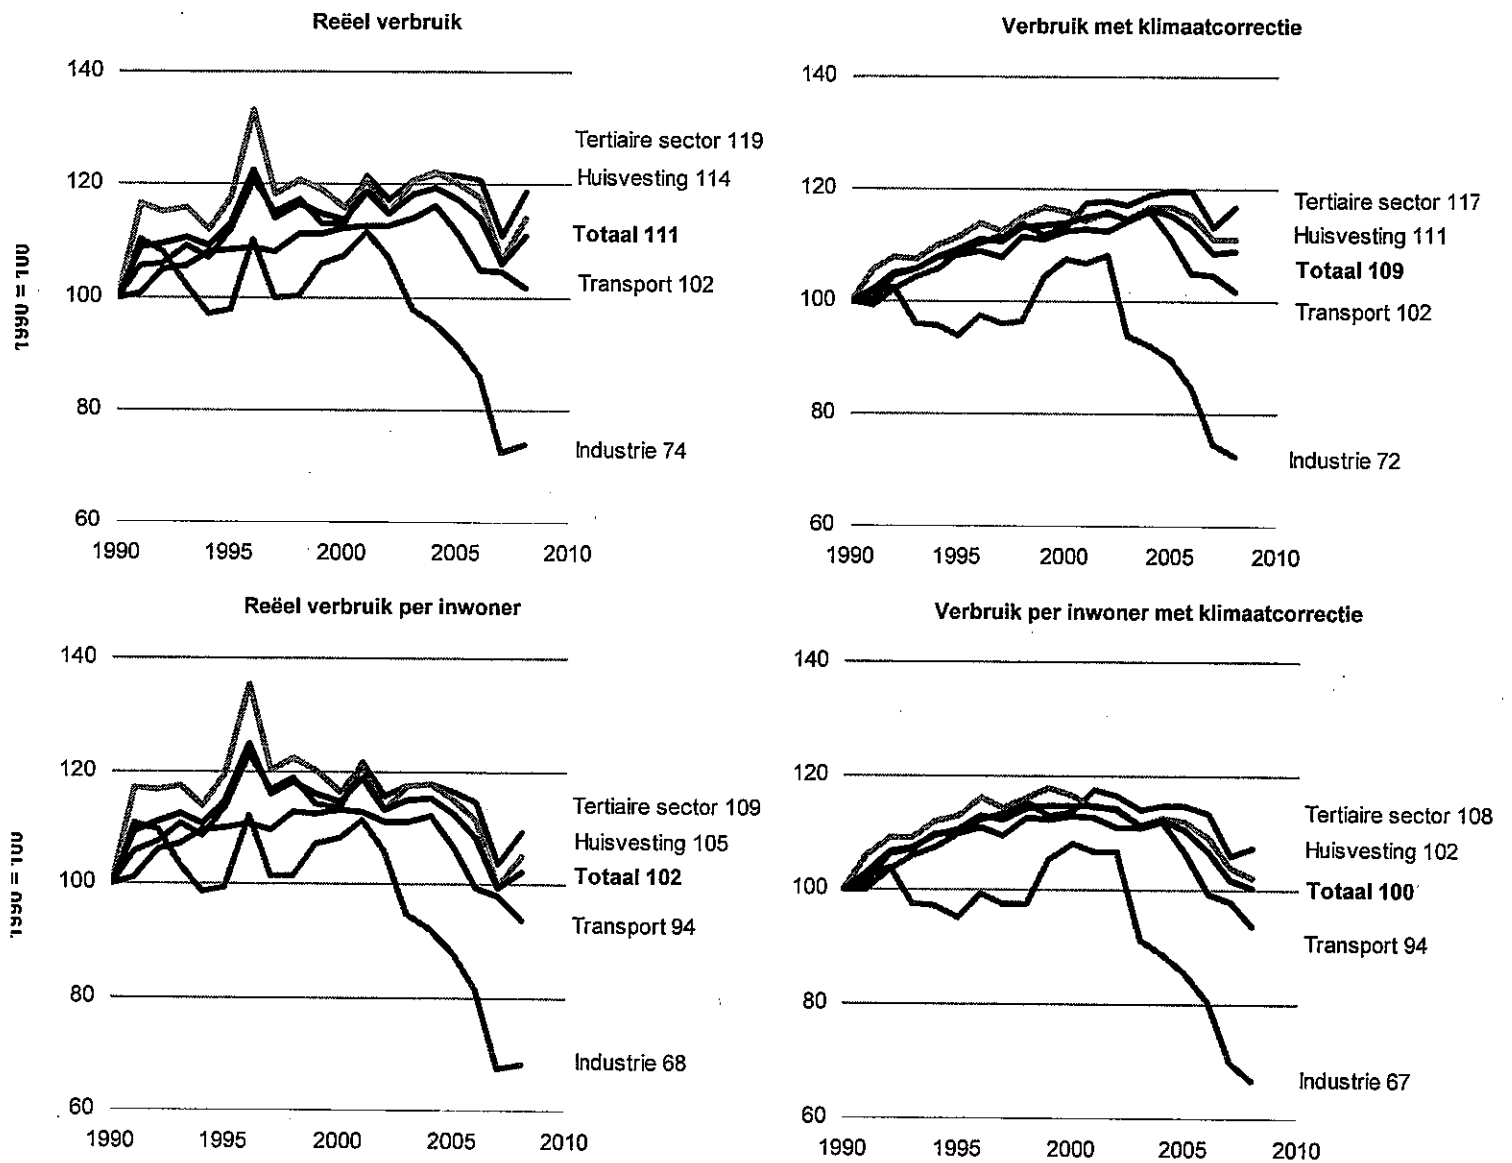 Reëel verbruik
140
120
100
80
60
1990 = 100
1990 1995 2000 2005 2010
Tertiaire sector 119
Huisvesting 114
Totaal 111
Transport 102
Industrie 74
Verbruik met klimaatcorrectie
140
120
100
80
60
1990 1995 2000 2005 2010
Tertiaire sector 117
Huisvesting 111
Totaal 109
Transport 102
Industrie 72
Reëel verbruik per inwoner
140
120
100
80
60
1990 = 100
1990 1995 2000 2005 2010
Tertiaire sector 109
Huisvesting 105
Totaal 102
Transport 94
Industrie 68
Verbruik per inwoner met klimaatcorrectie
140
120
100
80
60
1990 1995 2000 2005 2010
Tertiaire sector 108
Huisvesting 102
Totaal 100
Transport 94
Industrie 67